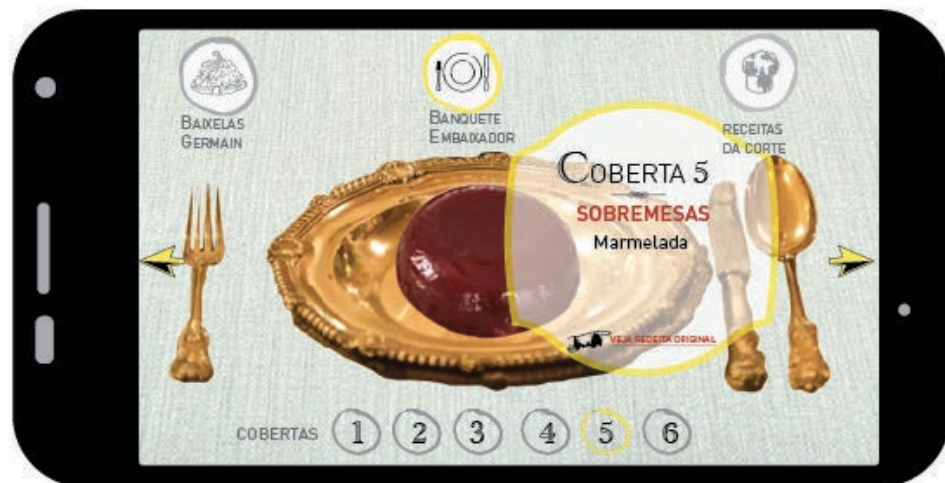 BAIXELAS
GERMAIN
BANQUETE
EMBAIXADOR
RECEITAS
DA CORTE
COBERTA 5
SOBREMESAS
Marmelada
VEJA RECEITA ORIGINAL
COBERTAS 1 2 3 4 5 6